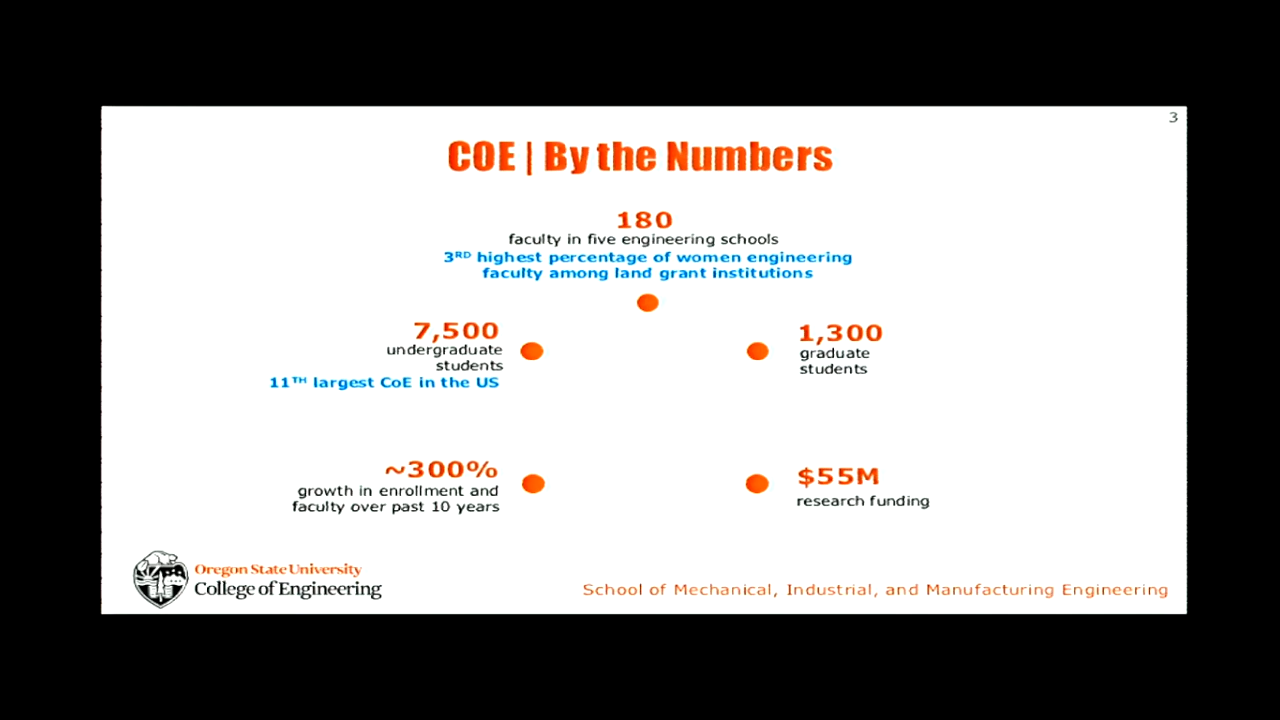 3
COE | By the Numbers
180
faculty in five engineering schools
3RD highest percentage of women engineering
faculty among land grant institutions
7,500
undergraduate
students
11TH largest CoE in the US
1,300
graduate
students
~300%
growth in enrollment and
faculty over past 10 years
$55M
research funding
Oregon State University
College of Engineering
School of Mechanical, Industrial, and Manufacturing Engineering